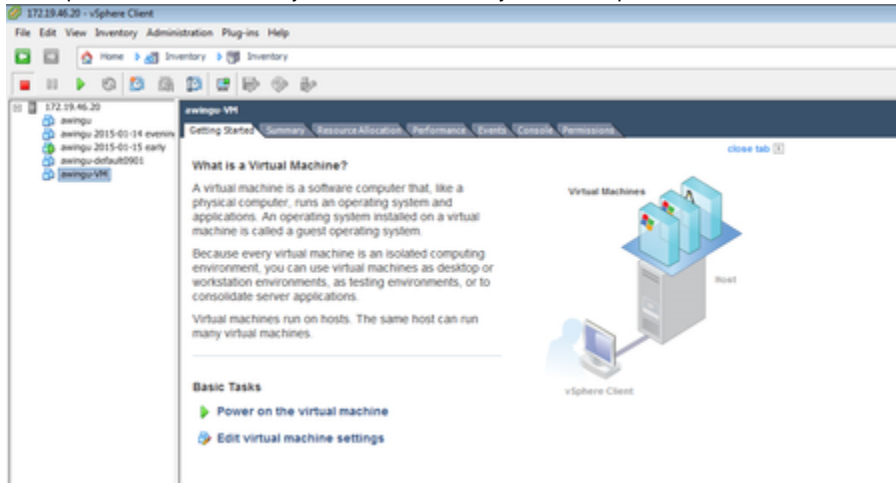 172.19.46.20 - vSphere Client
File Edit View Inventory Administration Plug-ins Help
Home Inventory Inventory
172.19.46.20
awingu
awingu 2015-01-14 evening
awingu 2015-01-15 early
awingu-default0901
awingu-VM
awingu-VM
Getting Started Summary Resource Allocation Performance Events Console Permissions
close tab
What is a Virtual Machine?
A virtual machine is a software computer that, like a
physical computer, runs an operating system and
applications. An operating system installed on a virtual
machine is called a guest operating system.
Because every virtual machine is an isolated computing
environment, you can use virtual machines as desktop or
workstation environments, as testing environments, or to
consolidate server applications.
Virtual machines run on hosts. The same host can run
many virtual machines.
Basic Tasks
Power on the virtual machine
Edit virtual machine settings
Virtual Machines
Host
vSphere Client